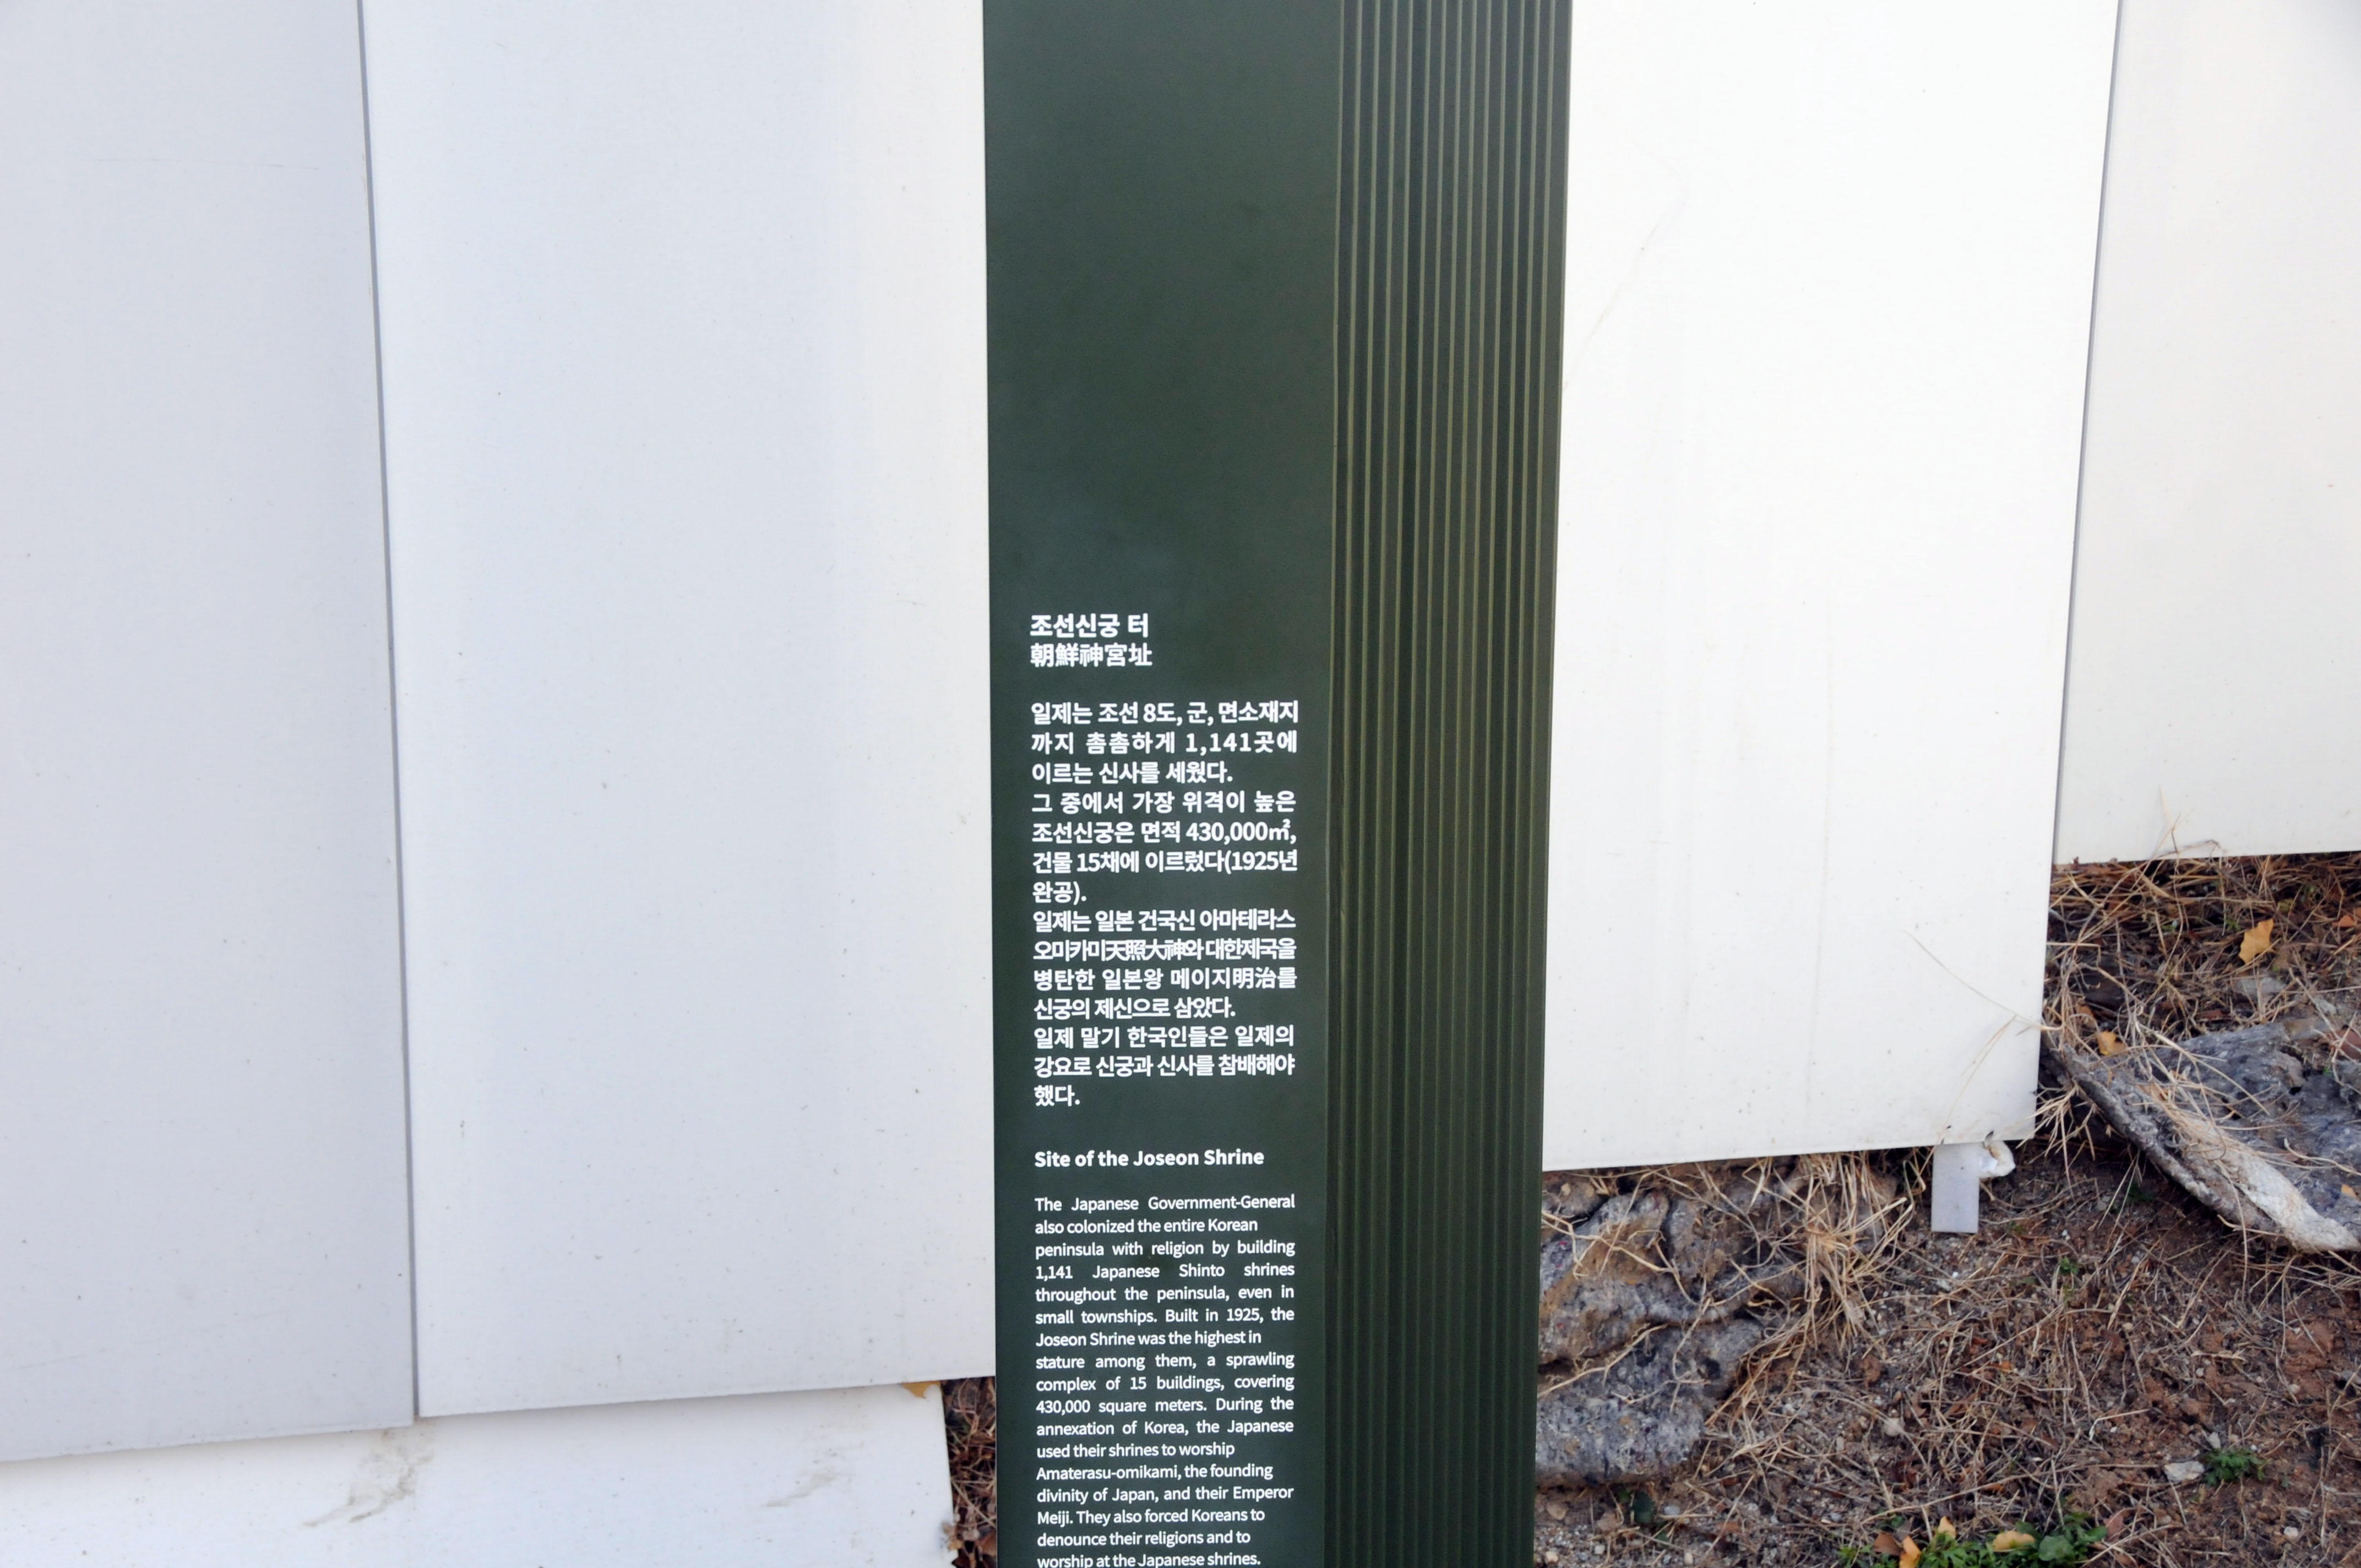 조선신궁 터
朝鮮神宮址
일제는 조선 8도, 군, 면소재지
까지 촘촘하게 1,141곳에
이르는 신사를 세웠다.
그 중에서 가장 위격이 높은
조선신궁은 면적 430,000㎡,
건물 15채에 이르렀다(1925년
완공).
일제는 일본 건국신 아마테라스
오미카미天照大神와 대한제국을
병탄한 일본왕 메이지明治를
신궁의 제신으로 삼았다.
일제 말기 한국인들은 일제의
강요로 신궁과 신사를 참배해야
했다.
Site of the Joseon Shrine
The Japanese Government-General
also colonized the entire Korean
peninsula with religion by building
1,141 Japanese Shinto shrines
throughout the peninsula, even in
small townships. Built in 1925, the
Joseon Shrine was the highest in
stature among them, a sprawling
complex of 15 buildings, covering
430,000 square meters. During the
annexation of Korea, the Japanese
used their shrines to worship
Amaterasu-omikami, the founding
divinity of Japan, and their Emperor
Meiji. They also forced Koreans to
denounce their religions and to
worship at the Japanese shrines.